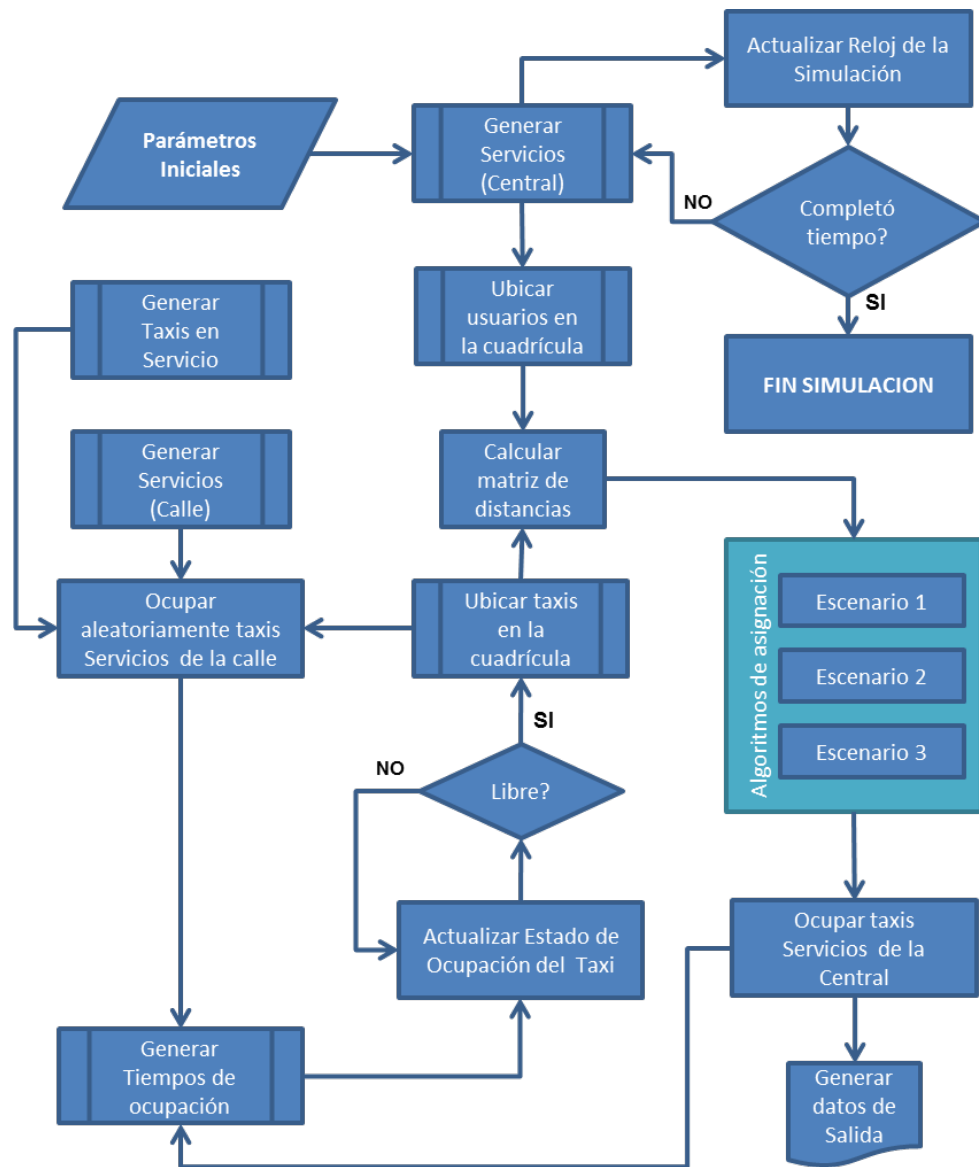 Actualizar Reloj de la
Simulación
Parámetros
Iniciales
Generar
Servicios
(Central)
NO
Completó
tiempo?
SI
FIN SIMULACION
Generar
Taxis en
Servicio
Ubicar
usuarios en
la cuadrícula
Generar
Servicios
(Calle)
Calcular
matriz de
distancias
Ocupar
aleatoriamente taxis
Servicios de la calle
Ubicar taxis
en la
cuadrícula
Algoritmos de asignación
Escenario 1
Escenario 2
Escenario 3
SI
NO
Libre?
Actualizar Estado de
Ocupación del Taxi
Ocupar taxis
Servicios de la
Central
Generar
Tiempos de
ocupación
Generar
datos de
Salida